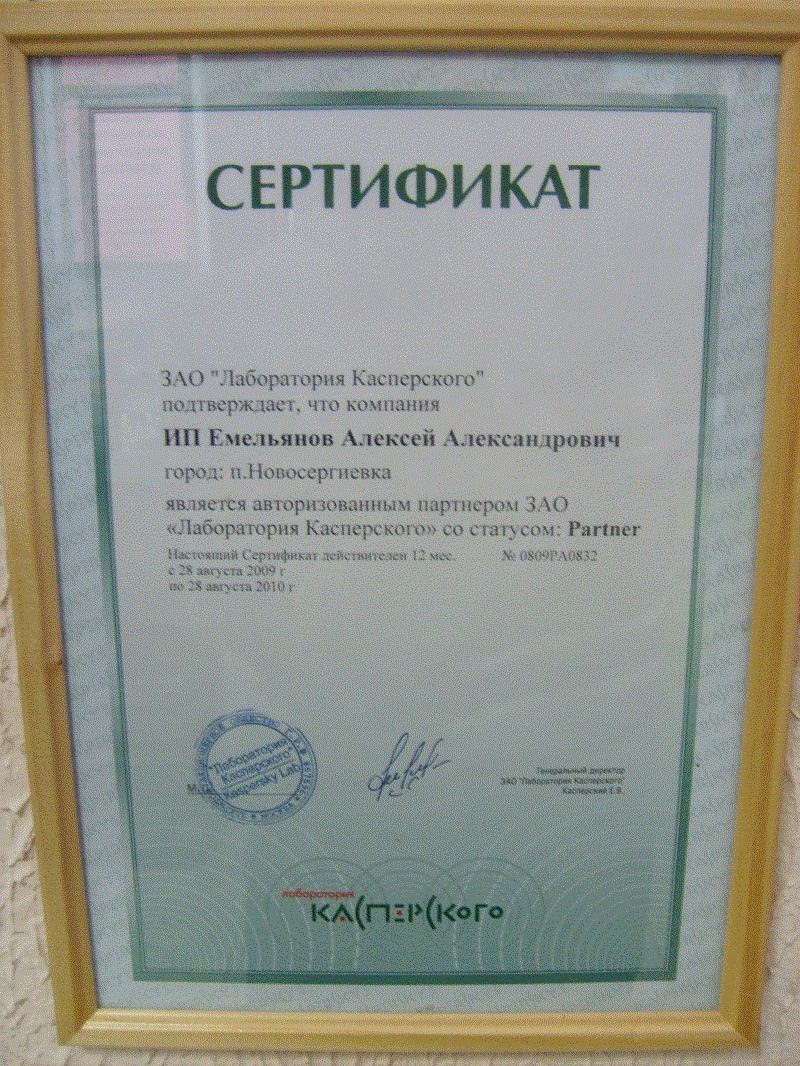 СЕРТИФИКАТ
ЗАО "Лаборатория Касперского"
подтверждает, что компания
ИП Емельянов Алексей Александрович
город: п.Новосергиевка
является авторизованным партнером ЗАО
«Лаборатория Касперского» со статусом: Partner
Настоящий Сертификат действителен 12 мес. № 0809PA0832
с 28 августа 2009 г
по 28 августа 2010 г
"Лаборатория
Касперского"
Kaspersky Lab
МОСКВА
Генеральный директор
ЗАО "Лаборатория Касперского"
Касперский Е.В.
лаборатория
КАСПЕРСКОГО